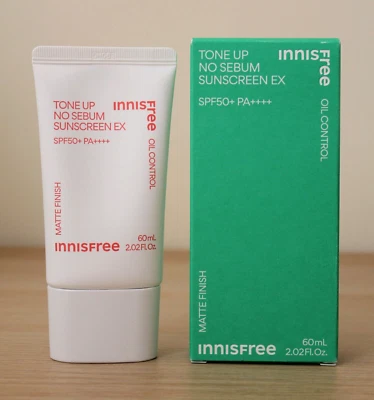 TONE UP
NO SEBUM
SUNSCREEN EX
SPF50+ PA++++
innisfree
OIL CONTROL
MATTE FINISH
60mL
2.02Fl.Oz.
innisfree
TONE UP
NO SEBUM
SUNSCREEN EX
SPF50+ PA++++
innisfree
OIL CONTROL
MATTE FINISH
60mL
2.02Fl.Oz.
innisfree